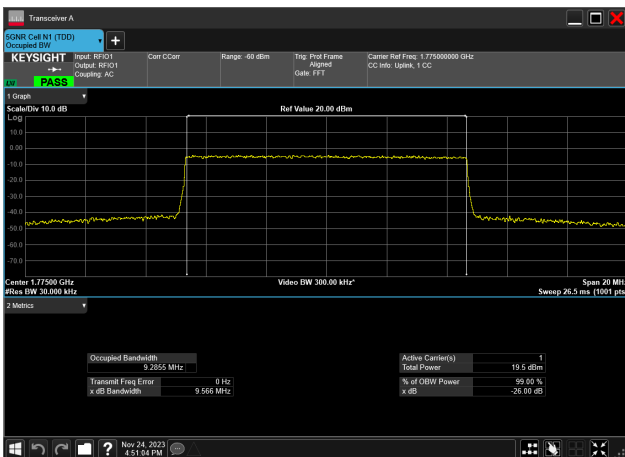 Transceiver A
5GNR Cell N1 (TDD)
Occupied BW
KEYSIGHT
LXI
PASS
Input: RFIO1
Output: RFIO1
Coupling: AC
Corr CCorr
Range: -60 dBm
Trig: Prot Frame
Aligned
Gate: FFT
Carrier Ref Freq: 1.775000000 GHz
CC Info: Uplink, 1 CC
1 Graph
Scale/Div 10.0 dB
Ref Value 20.00 dBm
Log
10.0
0.00
-10.0
-20.0
-30.0
-40.0
-50.0
-60.0
-70.0
Center 1.77500 GHz
Video BW 300.00 kHz*
Span 20 MHz
#Res BW 30.000 kHz
Sweep 26.5 ms (1001 pts
2 Metrics
Occupied Bandwidth
9.2855 MHz
Active Carrier(s) 1
Total Power 19.5 dBm
Transmit Freq Error 0 Hz
x dB Bandwidth 9.566 MHz
% of OBW Power 99.00 %
x dB -26.00 dB
?
Nov 24, 2023
4:51:04 PM